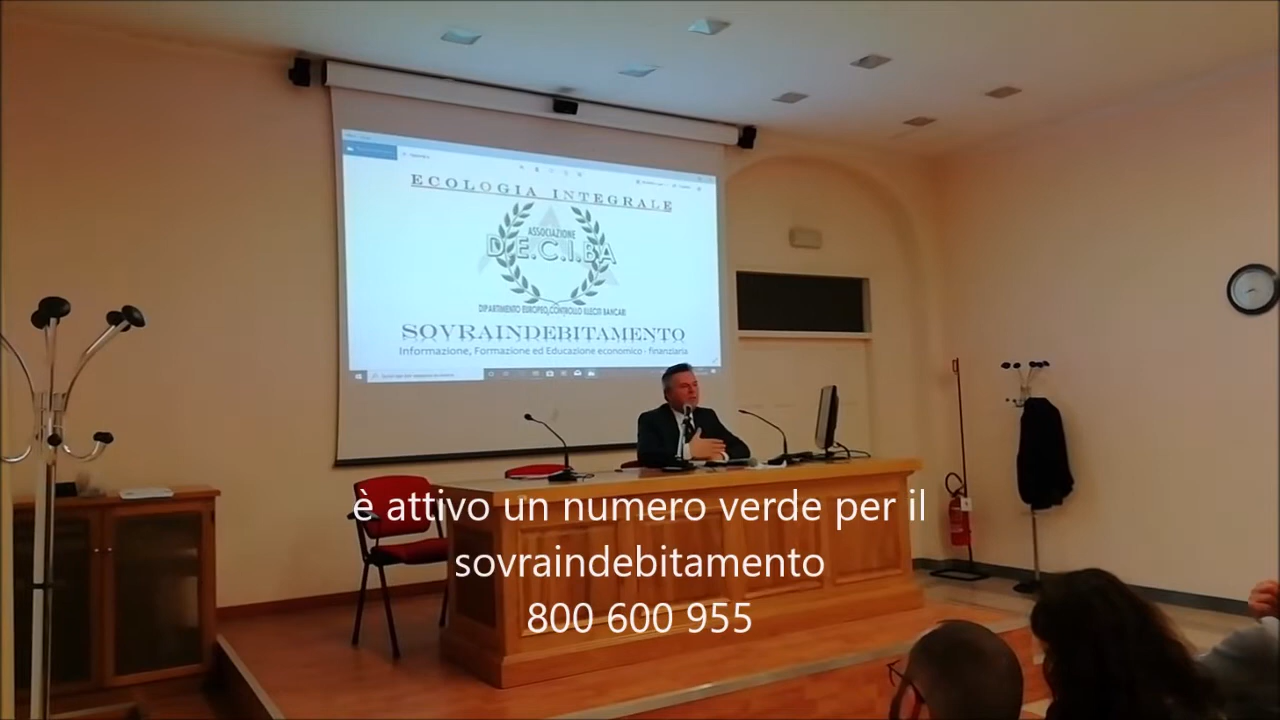 ECOLOGIA INTEGRALE
ASSOCIAZIONE
D.E.C.I.BA
DIPARTIMENTO EUROPEO CONTROLLO ILLECITI BANCARI
SOVRAINDEBITAMENTO
Informazione, Formazione ed Educazione economico - finanziaria
è attivo un numero verde per il
sovraindebitamento
800 600 955